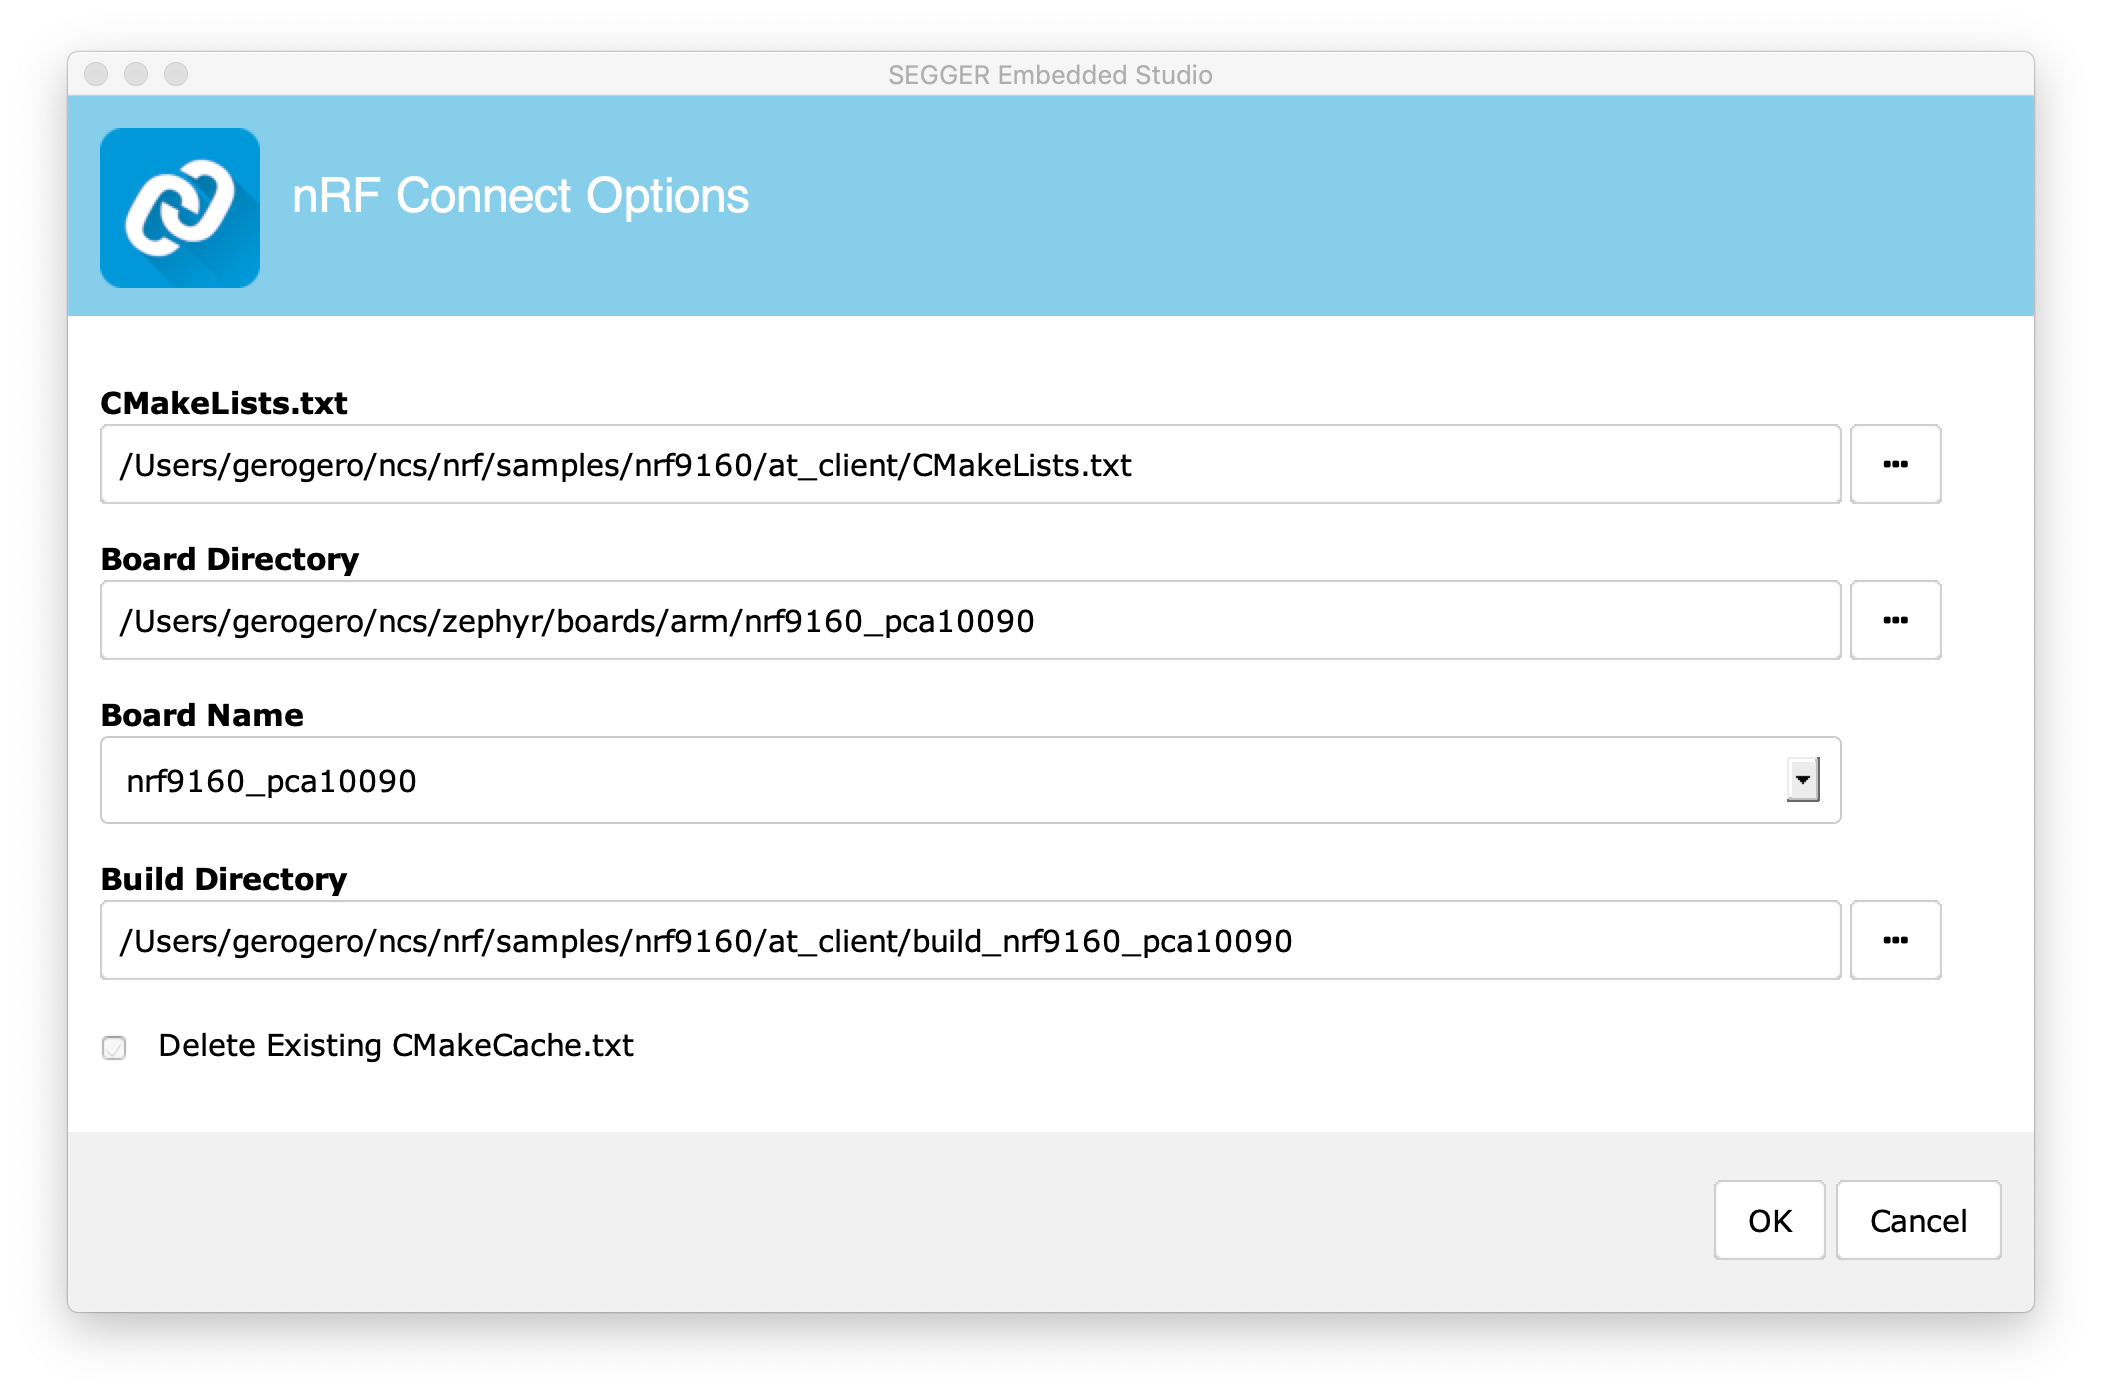 SEGGER Embedded Studio
nRF Connect Options
CMakeLists.txt
/Users/gerogero/ncs/nrf/samples/nrf9160/at_client/CMakeLists.txt
...
Board Directory
/Users/gerogero/ncs/zephyr/boards/arm/nrf9160_pca10090
...
Board Name
nrf9160_pca10090
Build Directory
/Users/gerogero/ncs/nrf/samples/nrf9160/at_client/build_nrf9160_pca10090
...
Delete Existing CMakeCache.txt
OK Cancel